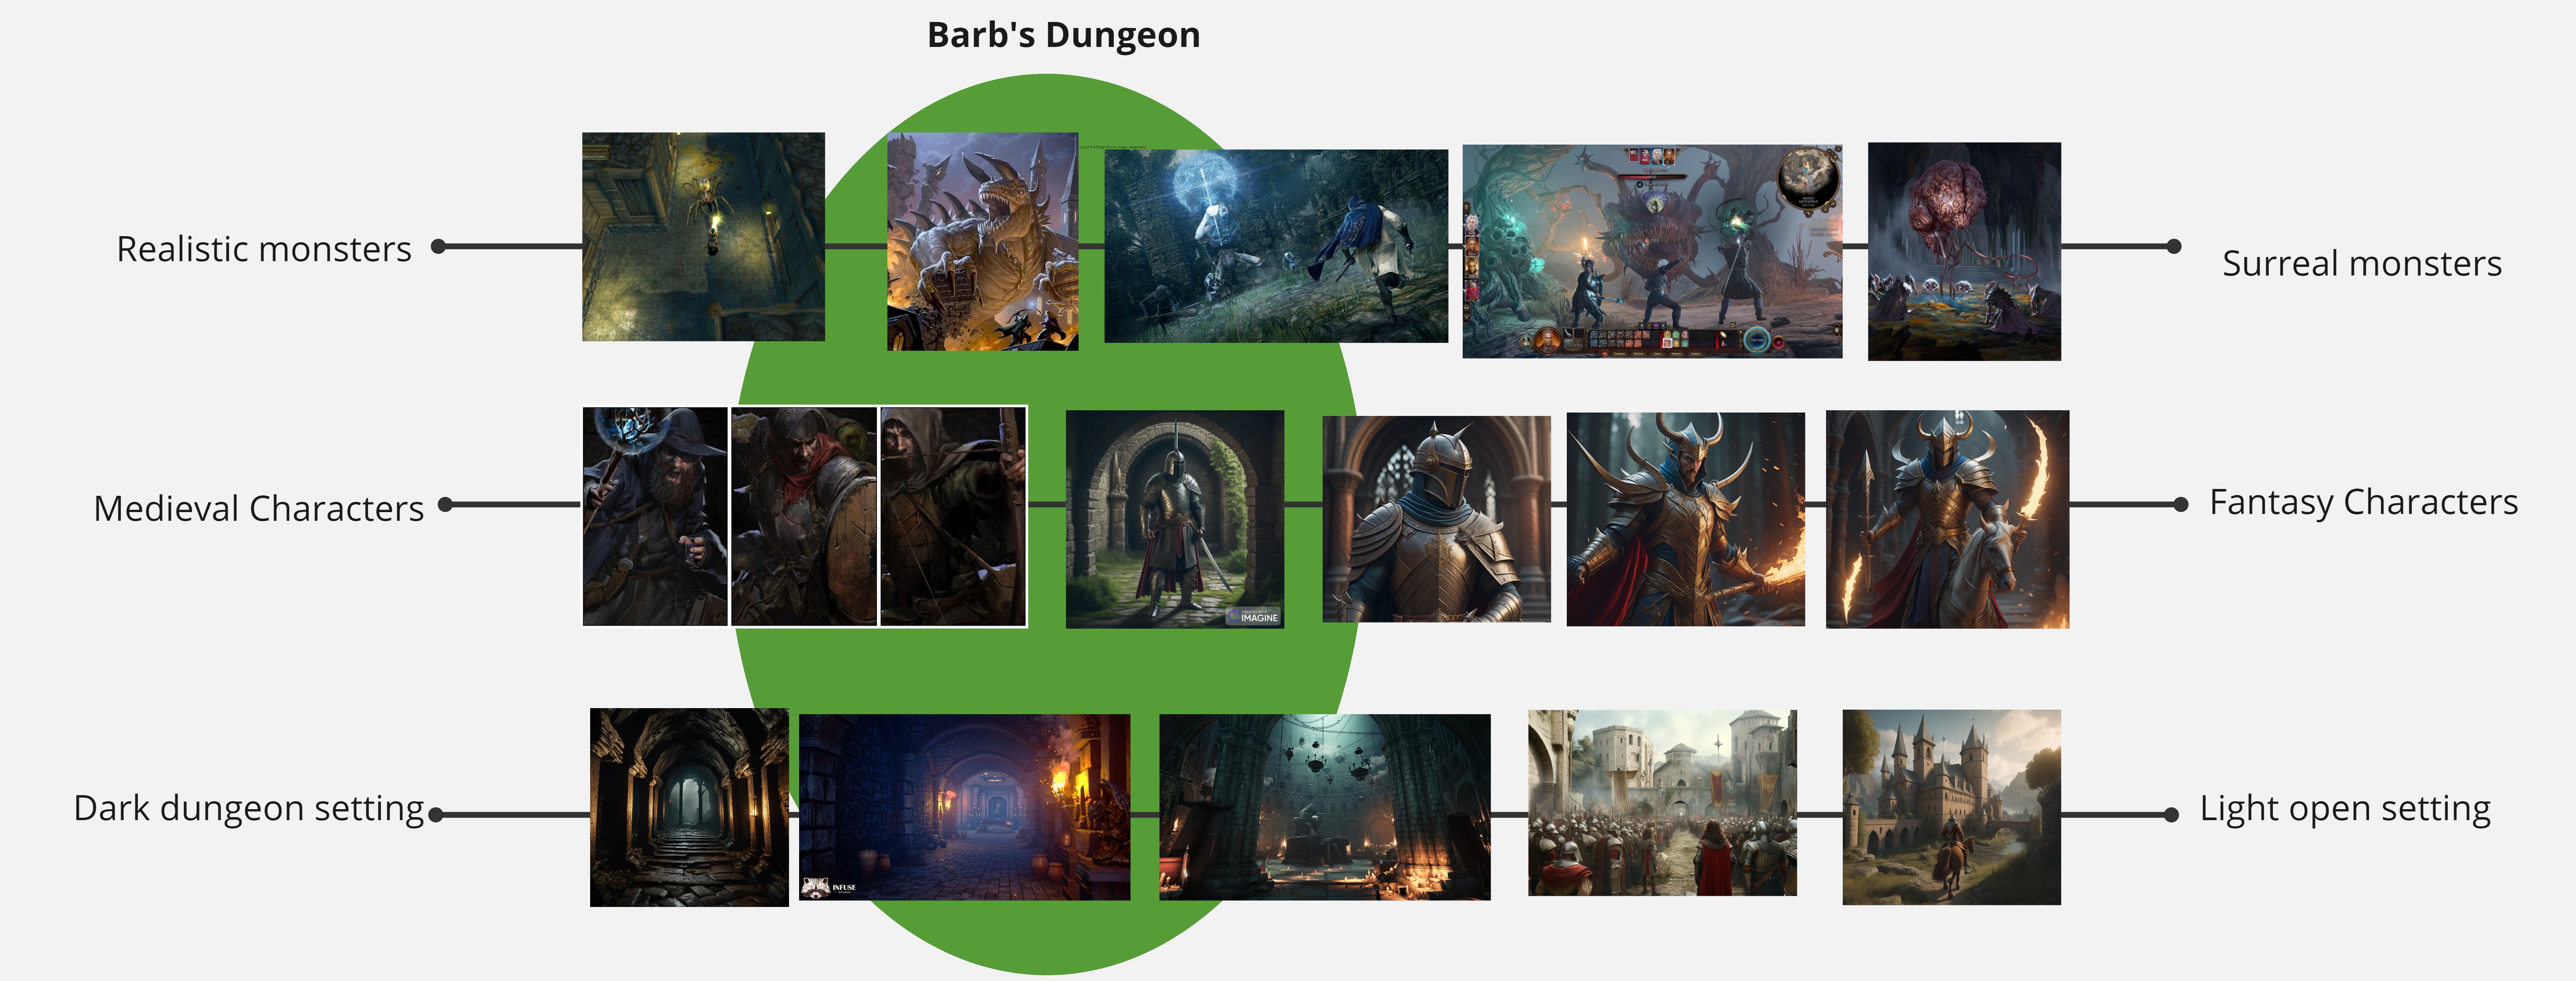 Barb's Dungeon
Realistic monsters
Surreal monsters
Medieval Characters
IMAGINE
Fantasy Characters
Dark dungeon setting
INFUSE
Light open setting